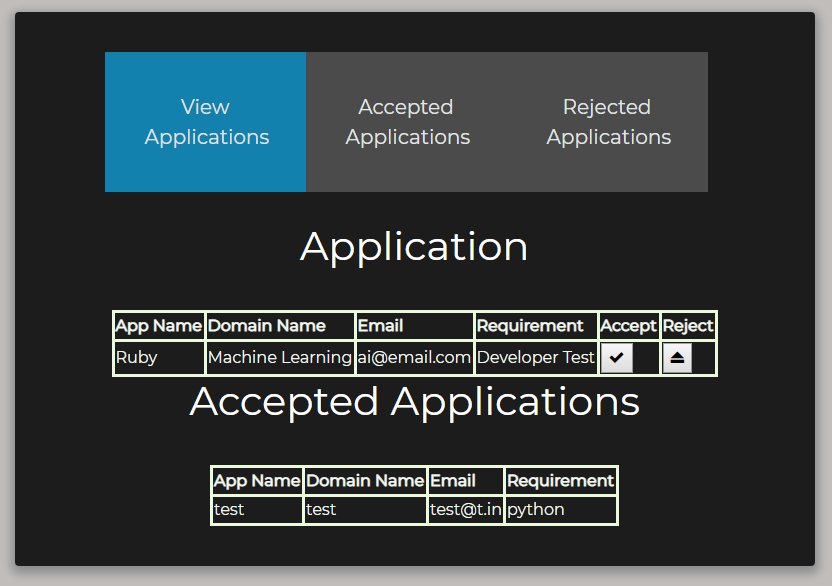 View
Applications
Accepted
Applications
Rejected
Applications
Application
App Name Domain Name Email Requirement Accept Reject
Ruby Machine Learning ai@email.com Developer Test
Accepted Applications
App Name Domain Name Email Requirement
test test test@t.in python